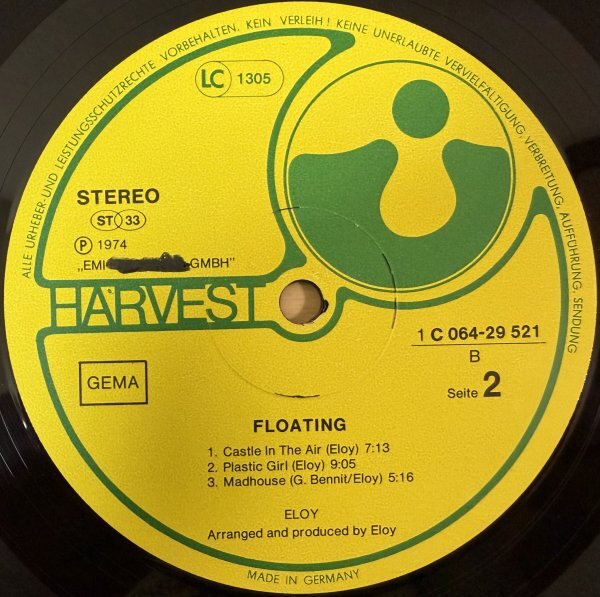 ALLE URHEBER-UND LEISTUNGSSCHUTZRECHTE VORBEHALTEN. KEIN VERLEIH! KEINE UNERLAUBTE VERVIELFÄLTIGUNG, VERBREITUNG, AUFFÜHRUNG, SENDUNG
LC 1305
STEREO
ST 33
Ⓟ 1974
„EMI GMBH"
HARVEST
1 C 064-29 521
B
GEMA
Seite 2
FLOATING
1. Castle In The Air (Eloy) 7:13
2. Plastic Girl (Eloy) 9:05
3. Madhouse (G. Bennit/Eloy) 5:16
ELOY
Arranged and produced by Eloy
MADE IN GERMANY